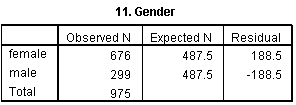 11. Gender
Observed N Expected N Residual
female 676 487.5 188.5
male 299 487.5 -188.5
Total 975